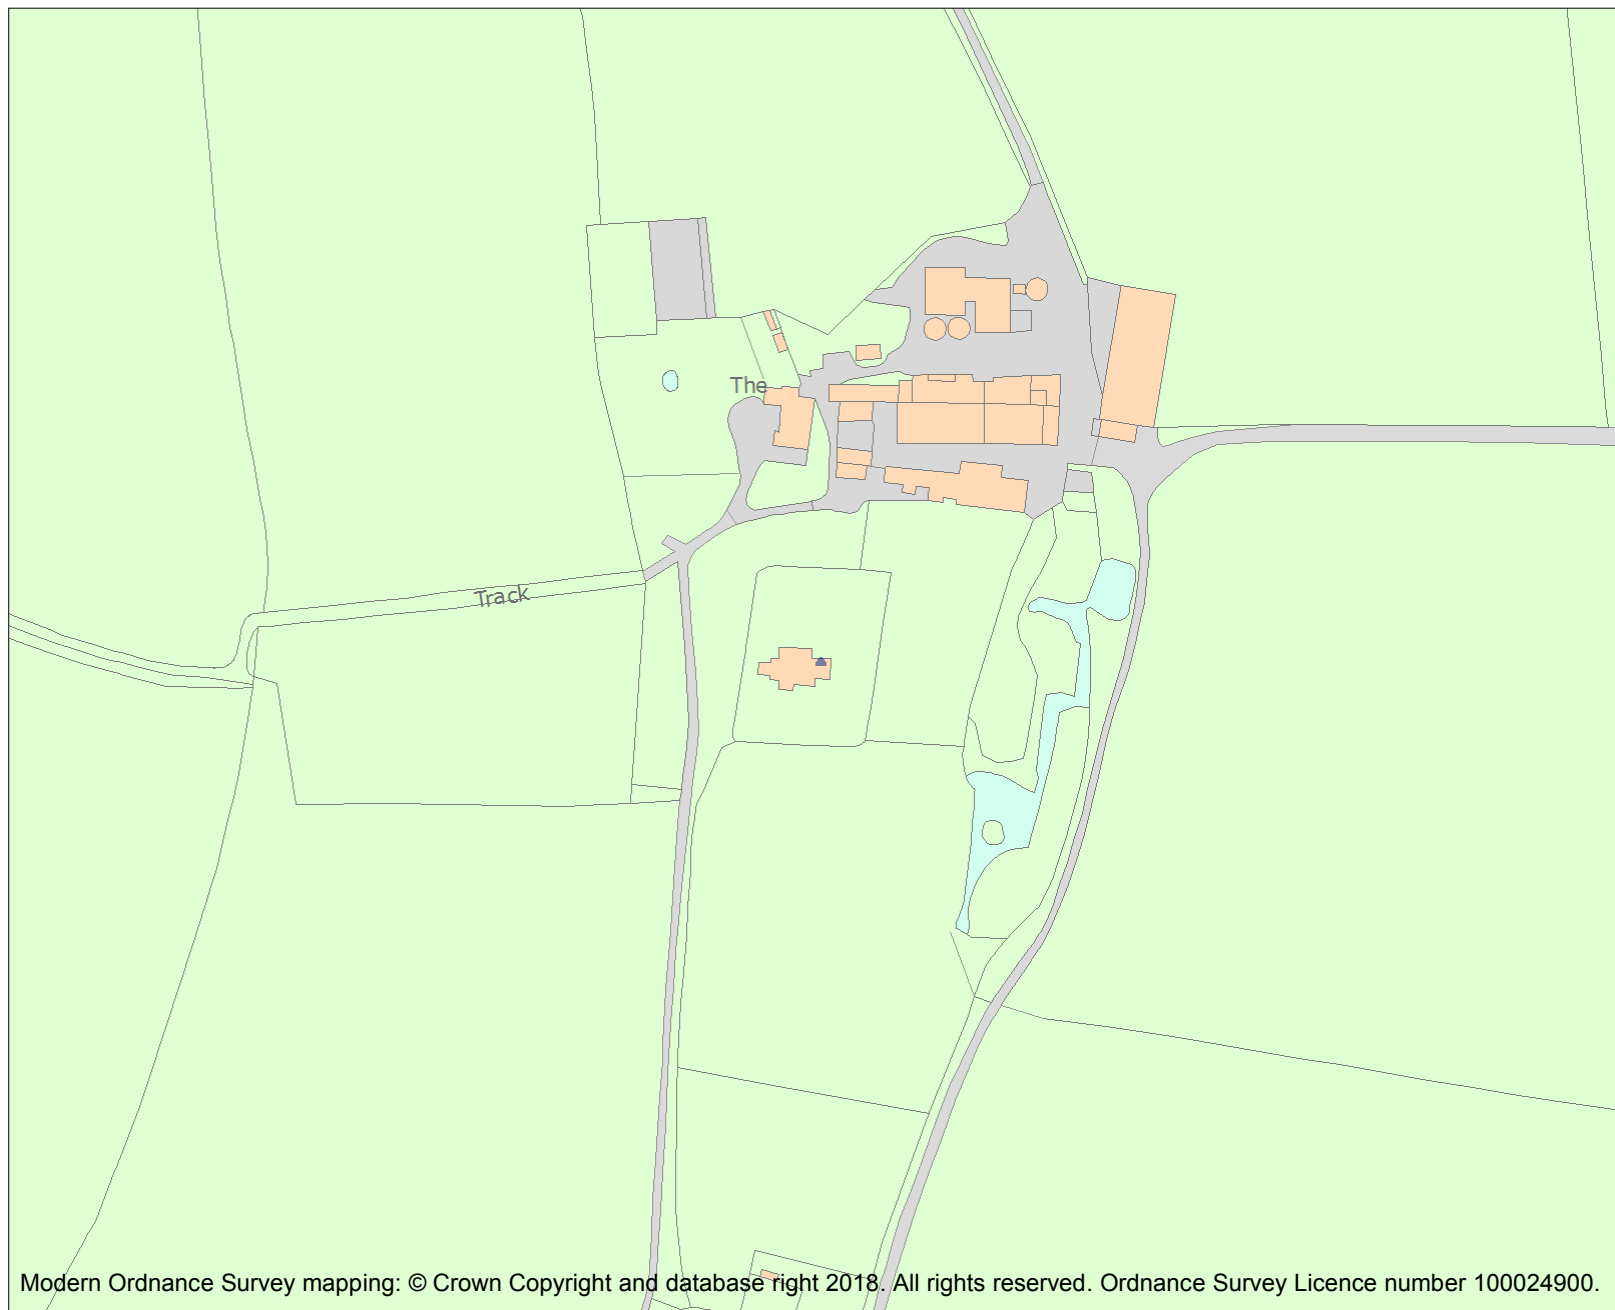 The
Track
Modern Ordnance Survey mapping: © Crown Copyright and database right 2018. All rights reserved. Ordnance Survey Licence number 100024900.